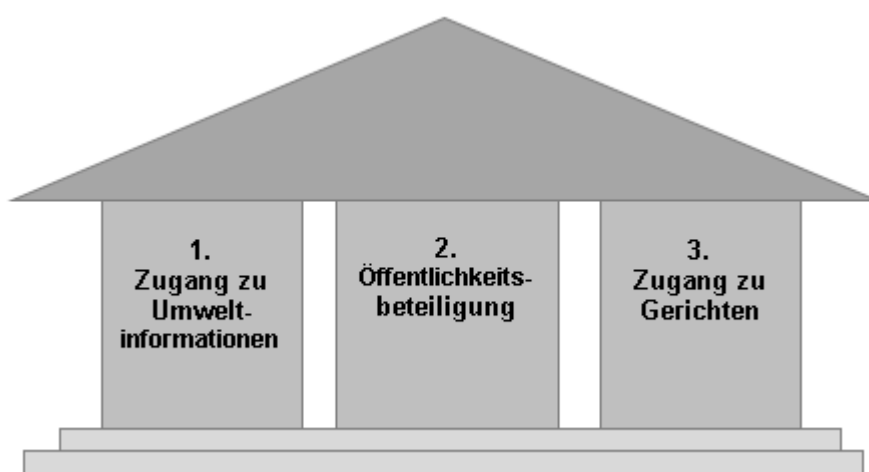 1.
Zugang zu
Umwelt-
informationen
2.
Öffentlichkeits-
beteiligung
3.
Zugang zu
Gerichten